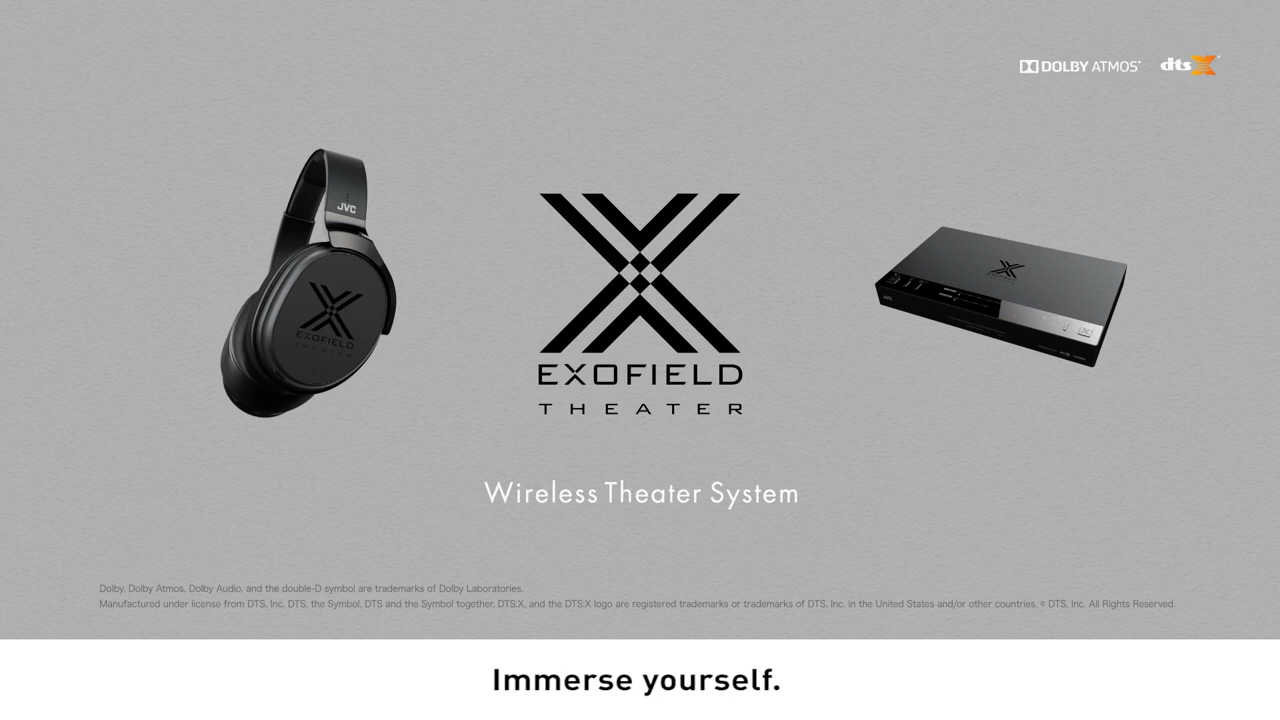 DOLBY ATMOS® dts X®
JVC
EXOFIELD
THEATER
EXOFIELD
THEATER
JVC
Wireless Theater System
Dolby, Dolby Atmos, Dolby Audio, and the double-D symbol are trademarks of Dolby Laboratories.
Manufactured under license from DTS, Inc. DTS, the Symbol, DTS and the Symbol together, DTS:X, and the DTS:X logo are registered trademarks or trademarks of DTS, Inc. in the United States and/or other countries. © DTS, Inc. All Rights Reserved.
Immerse yourself.